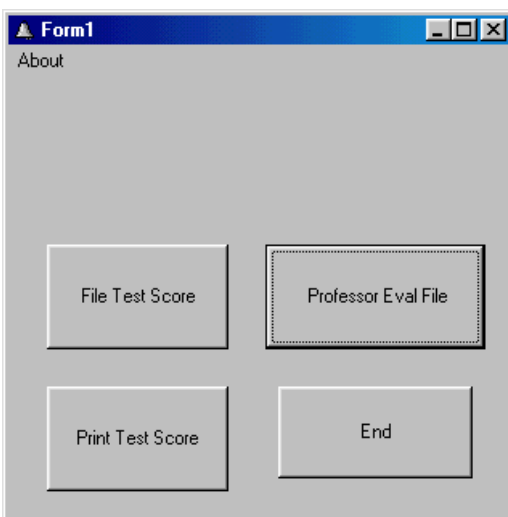 Form1
About
File Test Score
Professor Eval File
Print Test Score
End